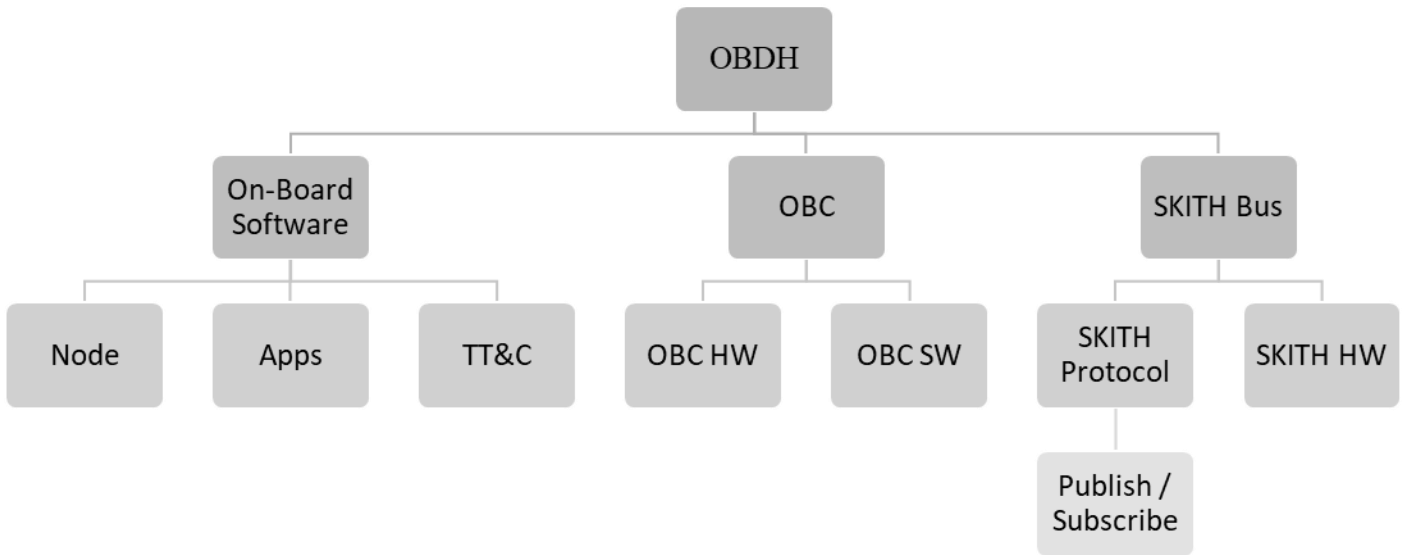 OBDH
On-Board
Software
OBC
SKITH Bus
Node
Apps
TT&C
OBC HW
OBC SW
SKITH
Protocol
SKITH HW
Publish /
Subscribe